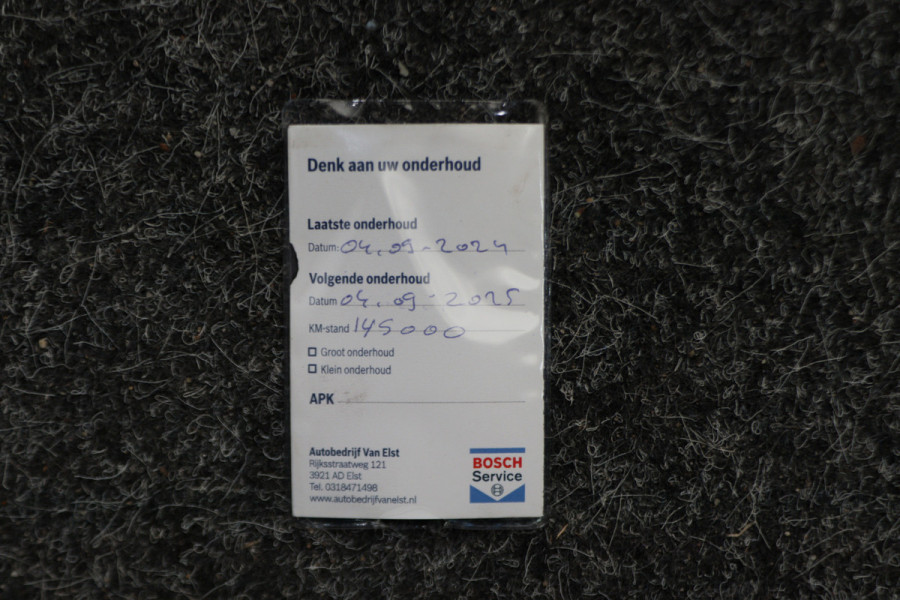 Denk aan uw onderhoud
Laatste onderhoud
Datum: 04.09-2024
Volgende onderhoud
Datum 04.09-2025
KM-stand 145000
Groot onderhoud
Klein onderhoud
APK
Autobedrijf Van Elst
Rijksstraatweg 121
3921 AD Elst
Tel. 0318471498
www.autobedrijfvanelst.nl
BOSCH
Service